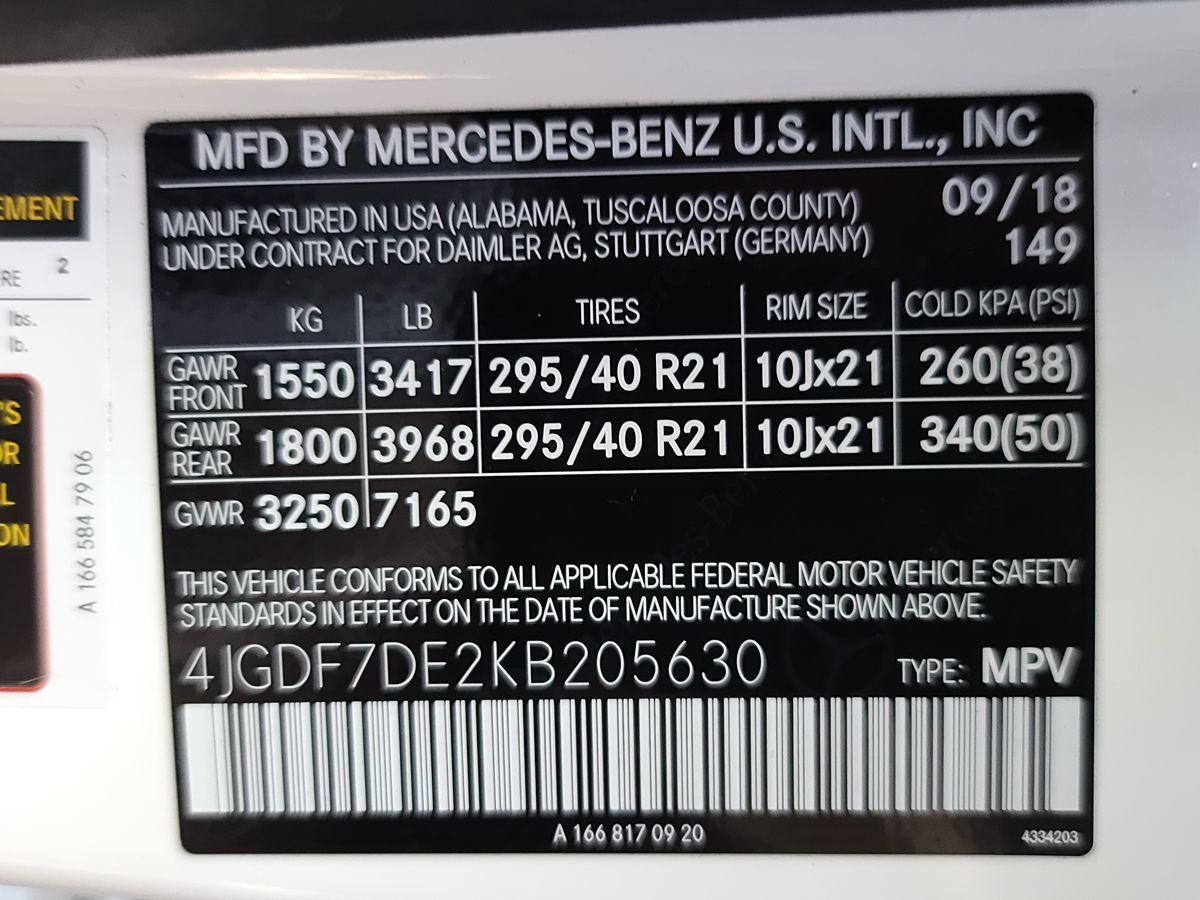 MFD BY MERCEDES-BENZ U.S. INTL., INC
MANUFACTURED IN USA (ALABAMA, TUSCALOOSA COUNTY) 09/18
UNDER CONTRACT FOR DAIMLER AG, STUTTGART (GERMANY) 149
KG LB TIRES RIM SIZE COLD KPA (PSI)
GAWR FRONT 1550 3417 295/40 R21 10Jx21 260(38)
GAWR REAR 1800 3968 295/40 R21 10Jx21 340(50)
GVWR 3250 7165
THIS VEHICLE CONFORMS TO ALL APPLICABLE FEDERAL MOTOR VEHICLE SAFETY
STANDARDS IN EFFECT ON THE DATE OF MANUFACTURE SHOWN ABOVE.
4JGDF7DE2KB205630 TYPE: MPV
A 166 817 09 20 4334203
EMENT
RE 2
lbs.
lb.
'S
OR
L
ON
A 166 584 79 06